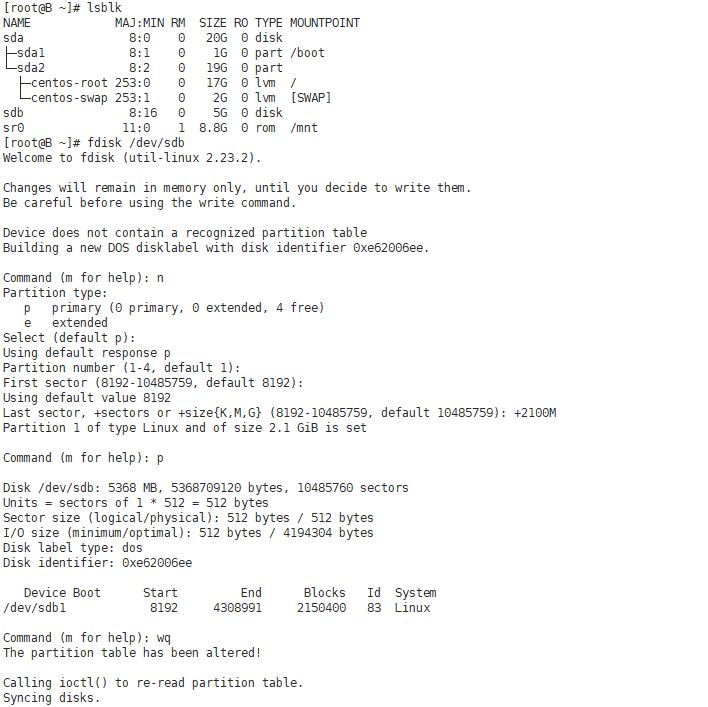 [root@B ~]# lsblk
NAME            MAJ:MIN RM  SIZE RO TYPE MOUNTPOINT
sda               8:0    0   20G  0 disk
├─sda1            8:1    0    1G  0 part /boot
└─sda2            8:2    0   19G  0 part
  ├─centos-root 253:0    0   17G  0 lvm  /
  └─centos-swap 253:1    0    2G  0 lvm  [SWAP]
sdb               8:16   0    5G  0 disk
sr0              11:0    1  8.8G  0 rom  /mnt
[root@B ~]# fdisk /dev/sdb
Welcome to fdisk (util-linux 2.23.2).

Changes will remain in memory only, until you decide to write them.
Be careful before using the write command.

Device does not contain a recognized partition table
Building a new DOS disklabel with disk identifier 0xe62006ee.

Command (m for help): n
Partition type:
   p   primary (0 primary, 0 extended, 4 free)
   e   extended
Select (default p):
Using default response p
Partition number (1-4, default 1):
First sector (8192-10485759, default 8192):
Using default value 8192
Last sector, +sectors or +size{K,M,G} (8192-10485759, default 10485759): +2100M
Partition 1 of type Linux and of size 2.1 GiB is set

Command (m for help): p

Disk /dev/sdb: 5368 MB, 5368709120 bytes, 10485760 sectors
Units = sectors of 1 * 512 = 512 bytes
Sector size (logical/physical): 512 bytes / 512 bytes
I/O size (minimum/optimal): 512 bytes / 4194304 bytes
Disk label type: dos
Disk identifier: 0xe62006ee

   Device Boot      Start         End      Blocks   Id  System
/dev/sdb1            8192     4308991     2150400   83  Linux

Command (m for help): wq
The partition table has been altered!

Calling ioctl() to re-read partition table.
Syncing disks.